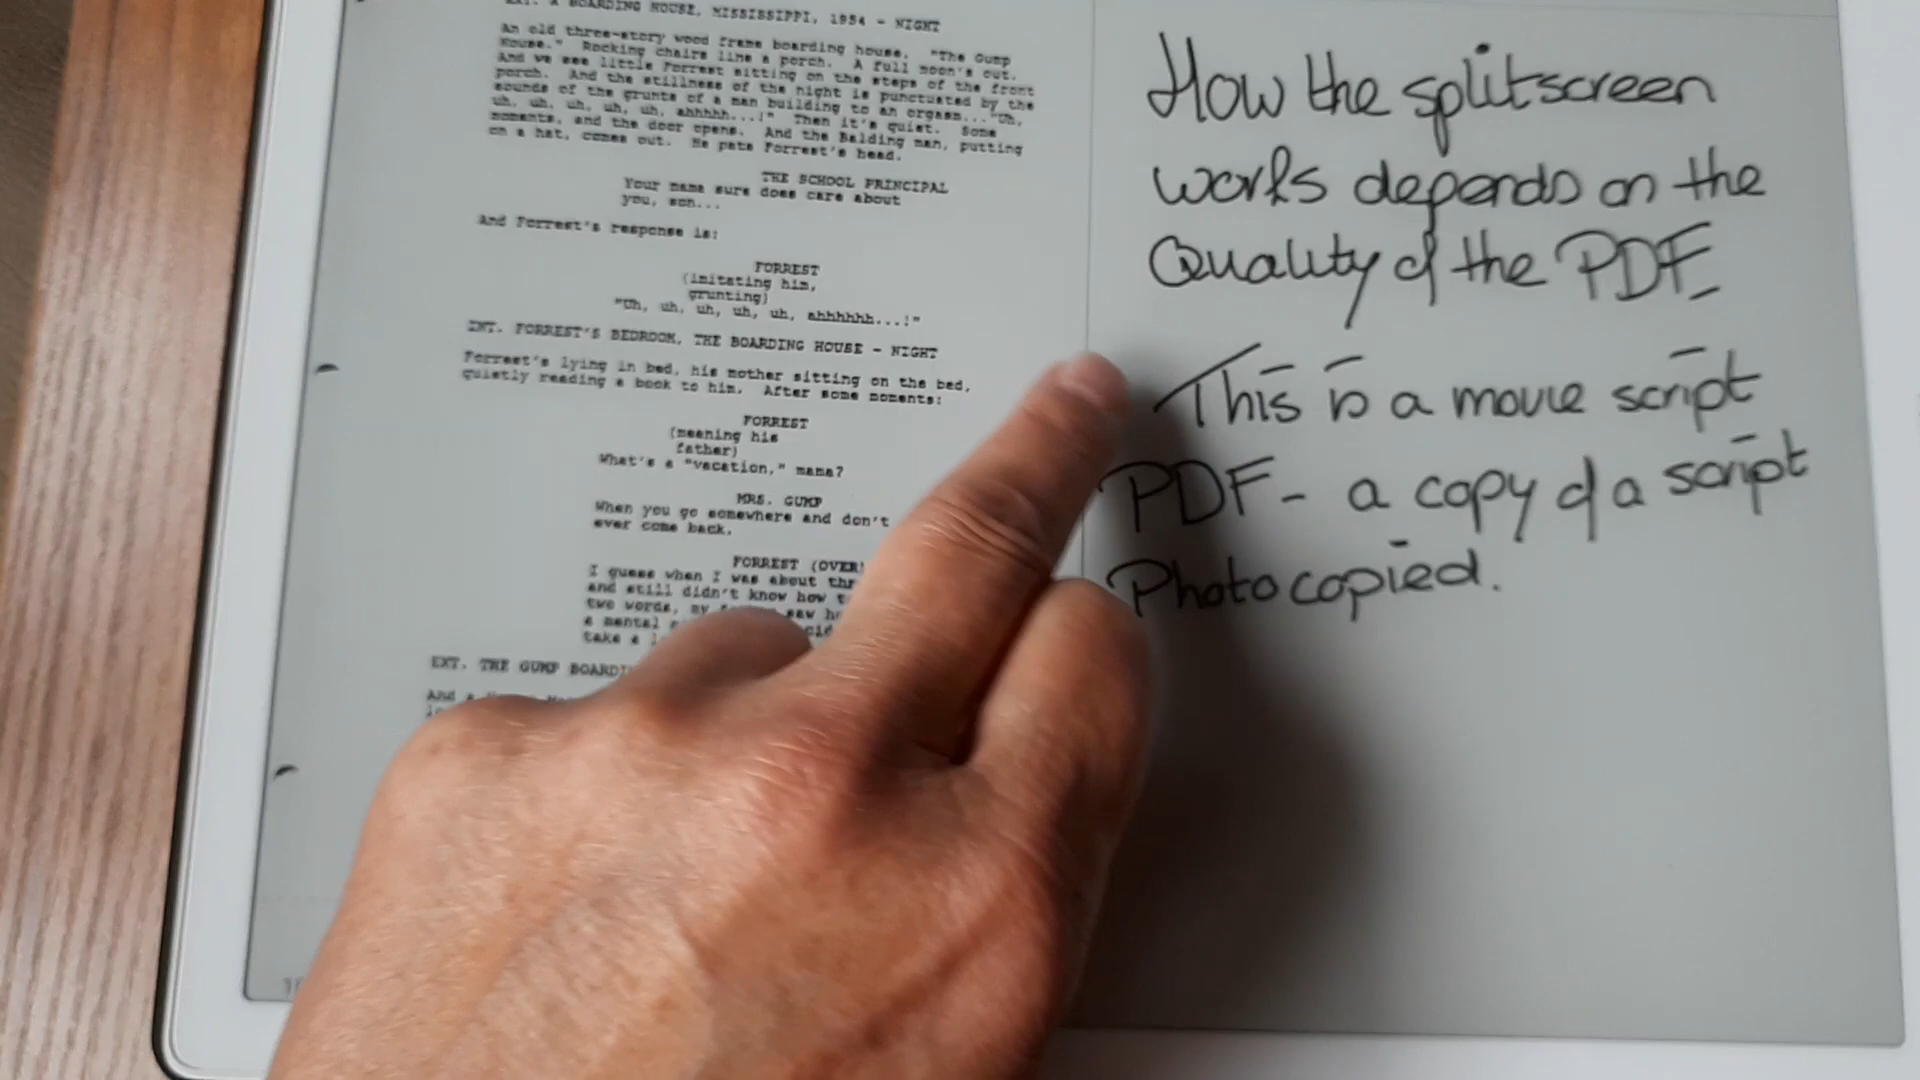 EXT. A BOARDING HOUSE, MISSISSIPPI, 1954 - NIGHT
An old three-story wood frame boarding house. "The Gump
House." Rocking chairs line a porch. A full moon's out.
And we see little Forrest sitting on the steps of the front
porch. And the stillness of the night is punctuated by the
sounds of the grunts of a man building to an orgasm... "Uh,
uh, uh, uh, uh, ahhhhh...!" Then it's quiet. Some
moments, and the door opens. And the Balding man, putting
on a hat, comes out. He pats Forrest's head.
THE SCHOOL PRINCIPAL
Your mama sure does care about
you, son...
And Forrest's response is:
FORREST
(imitating him,
grunting)
"Uh, uh, uh, uh, uh, ahhhhhh...!"
INT. FORREST'S BEDROOM, THE BOARDING HOUSE - NIGHT
Forrest's lying in bed, his mother sitting on the bed,
quietly reading a book to him. After some moments:
FORREST
(meaning his
father)
What's a "vacation," mama?
MRS. GUMP
When you go somewhere and don't
ever come back.
FORREST (OVER)
I guess when I was about
and still didn't know how
two words, my saw
a mental
take a
EXT. THE GUMP
And a
How the splitscreen
works depends on the
Quality of the PDF
This is a movie script
PDF - a copy of a script
Photocopied.